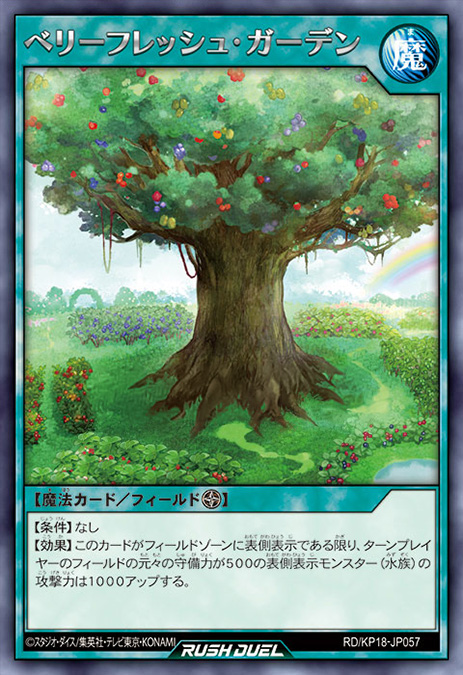 ベリーフレッシュ・ガーデン
魔
ま
【魔法カード/フィールド】
【条件】なし
【効果】このカードがフィールドゾーンに表側表示である限り、ターンプレイ
ヤーのフィールドの元々の守備力が500の表側表示モンスター(水族)の
攻撃力は1000アップする。
©スタジオ・ダイス/集英社・テレビ東京・KONAMI
RUSH DUEL
RD/KP18-JP057